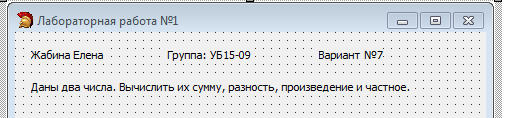 Лабораторная работа №1
Жабина Елена Группа: УБ15-09 Вариант №7
Даны два числа. Вычислить их сумму, разность, произведение и частное.